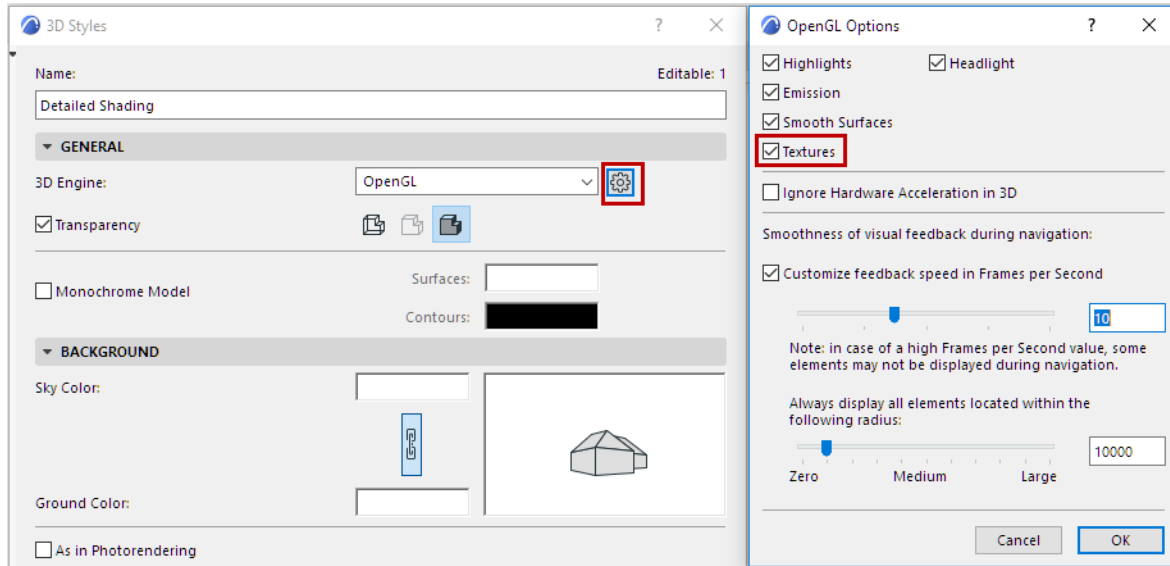 3D Styles
Name:
Editable: 1
Detailed Shading
GENERAL
3D Engine:
OpenGL
Transparency
Monochrome Model
Surfaces:
Contours:
BACKGROUND
Sky Color:
Ground Color:
As in Photorendering
OpenGL Options
Highlights
Headlight
Emission
Smooth Surfaces
Textures
Ignore Hardware Acceleration in 3D
Smoothness of visual feedback during navigation:
Customize feedback speed in Frames per Second
10
Note: in case of a high Frames per Second value, some
elements may not be displayed during navigation.
Always display all elements located within the
following radius:
10000
Zero Medium Large
Cancel OK